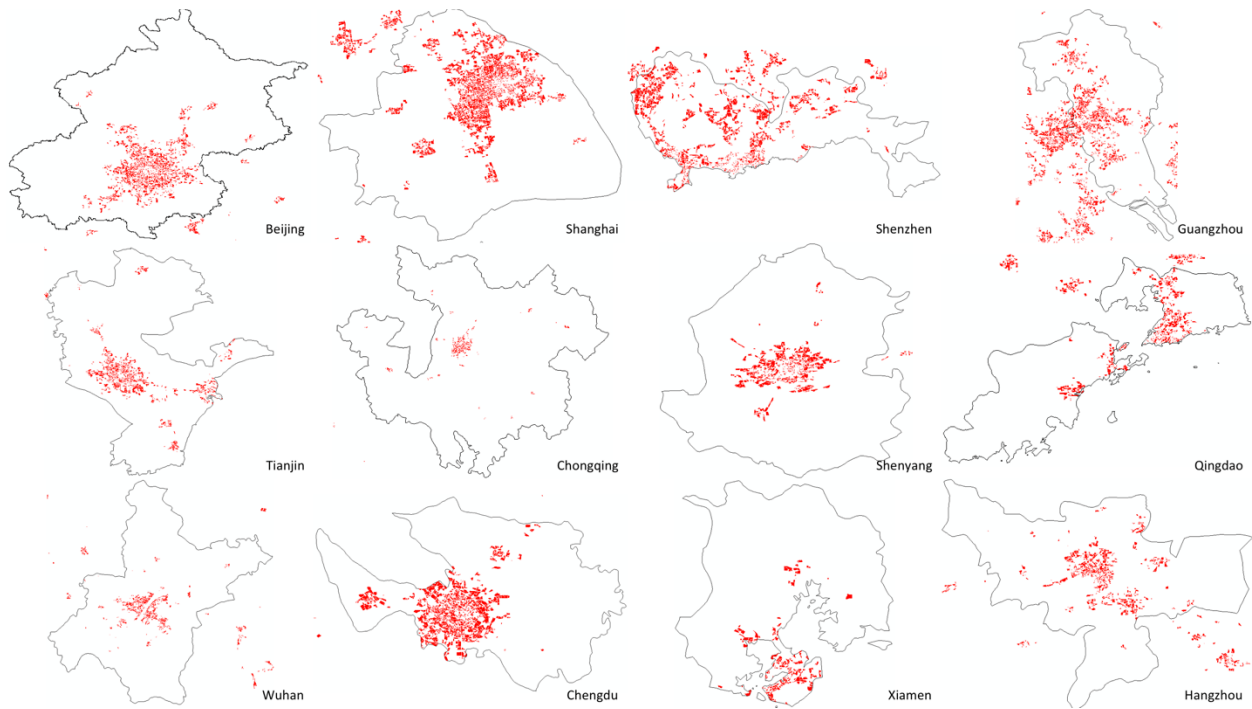 Beijing
Shanghai
Shenzhen
Guangzhou
Tianjin
Chongqing
Shenyang
Qingdao
Wuhan
Chengdu
Xiamen
Hangzhou